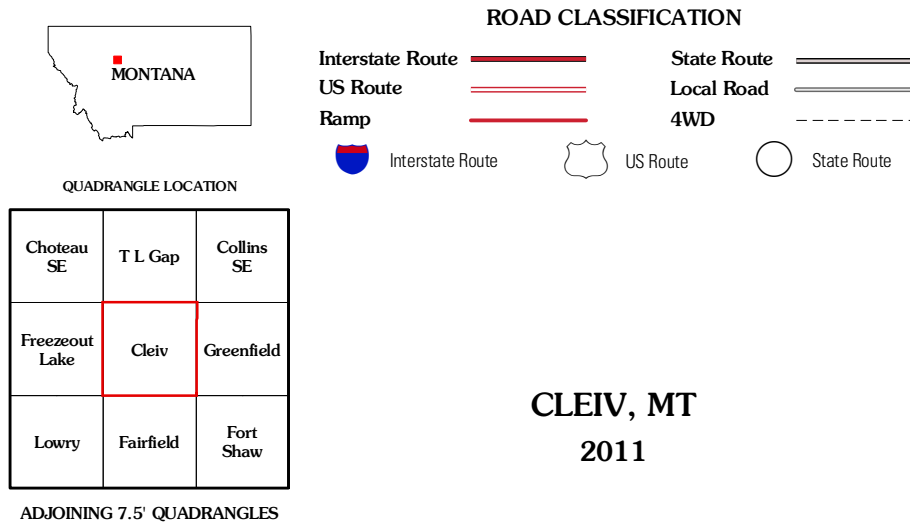 MONTANA
QUADRANGLE LOCATION
ROAD CLASSIFICATION
Interstate Route
State Route
US Route
Local Road
Ramp
4WD
Interstate Route
US Route
State Route
Choteau
SE
T L Gap
Collins
SE
Freezeout
Lake
Cleiv
Greenfield
Lowry
Fairfield
Fort
Shaw
ADJOINING 7.5' QUADRANGLES
CLEIV, MT
2011